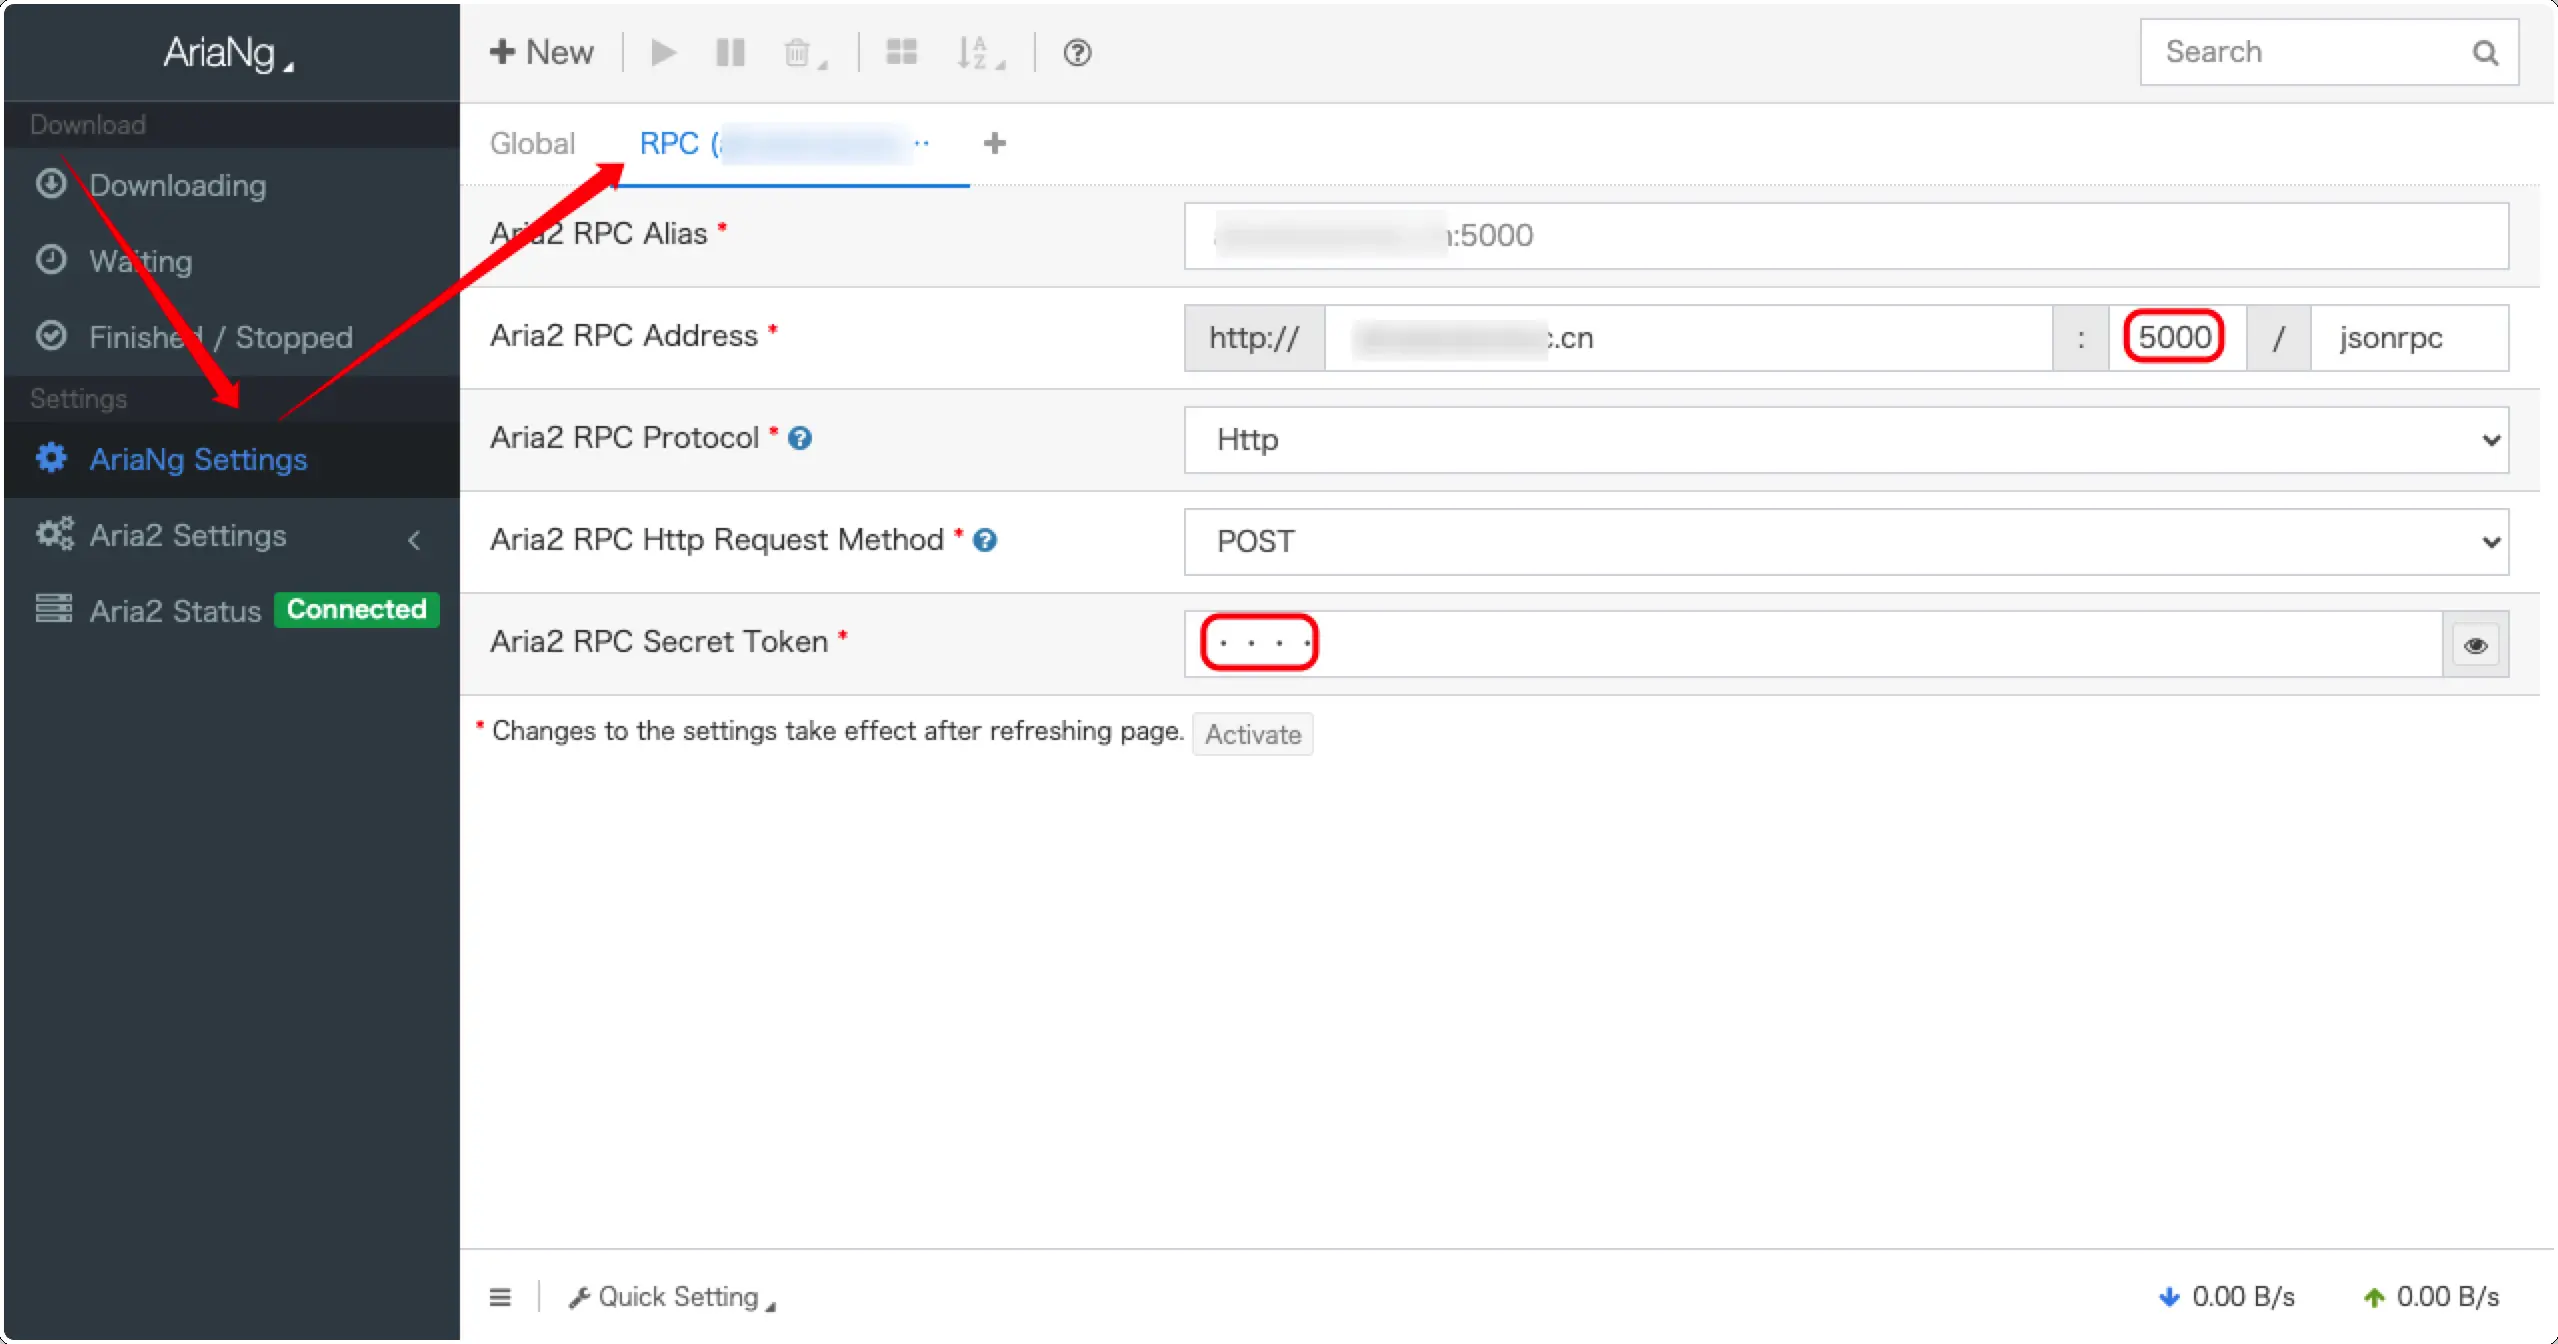 AriaNg
New
Search
Download
Downloading
Waiting
Finished / Stopped
Settings
AriaNg Settings
Aria2 Settings
Aria2 Status Connected
Global RPC (
Aria2 RPC Alias * :5000
Aria2 RPC Address * http:// .cn : 5000 / jsonrpc
Aria2 RPC Protocol * Http
Aria2 RPC Http Request Method * POST
Aria2 RPC Secret Token *
* Changes to the settings take effect after refreshing page. Activate
Quick Setting 0.00 B/s 0.00 B/s